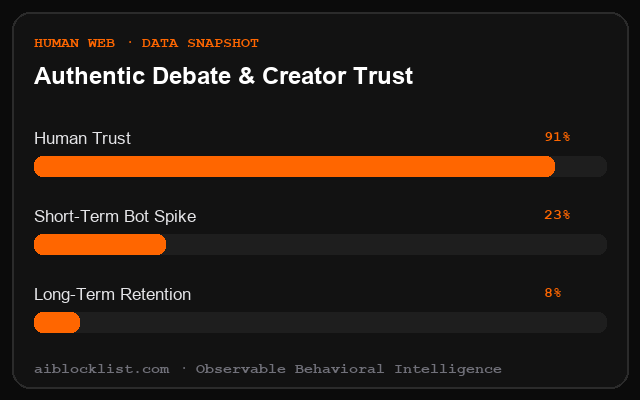 HUMAN WEB · DATA SNAPSHOT
Authentic Debate & Creator Trust
Human Trust 91%
Short-Term Bot Spike 23%
Long-Term Retention 8%
aiblocklist.com · Observable Behavioral Intelligence